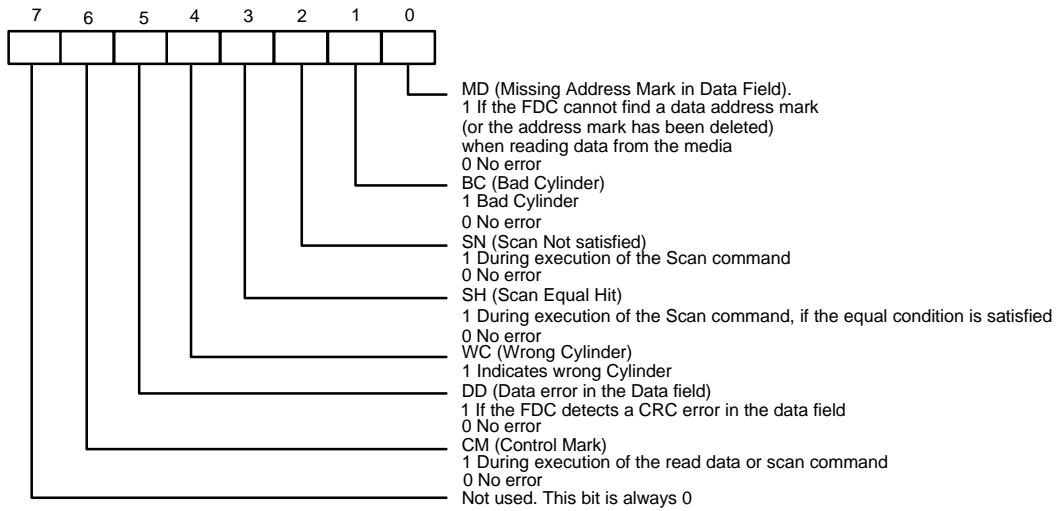 7 6 5 4 3 2 1 0
MD (Missing Address Mark in Data Field).
1 If the FDC cannot find a data address mark
(or the address mark has been deleted)
when reading data from the media
0 No error
BC (Bad Cylinder)
1 Bad Cylinder
0 No error
SN (Scan Not satisfied)
1 During execution of the Scan command
0 No error
SH (Scan Equal Hit)
1 During execution of the Scan command, if the equal condition is satisfied
0 No error
WC (Wrong Cylinder)
1 Indicates wrong Cylinder
DD (Data error in the Data field)
1 If the FDC detects a CRC error in the data field
0 No error
CM (Control Mark)
1 During execution of the read data or scan command
0 No error
Not used. This bit is always 0